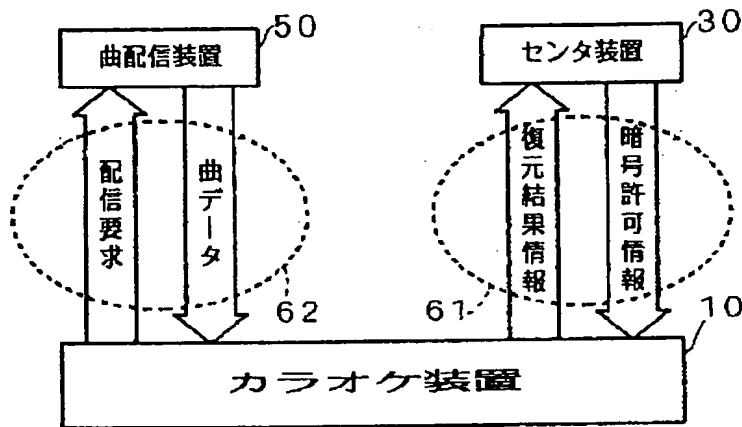 曲配信装置
50
センタ装置
30
配信要求
曲データ
62
復元結果情報
暗号許可情報
61
10
カラオケ装置